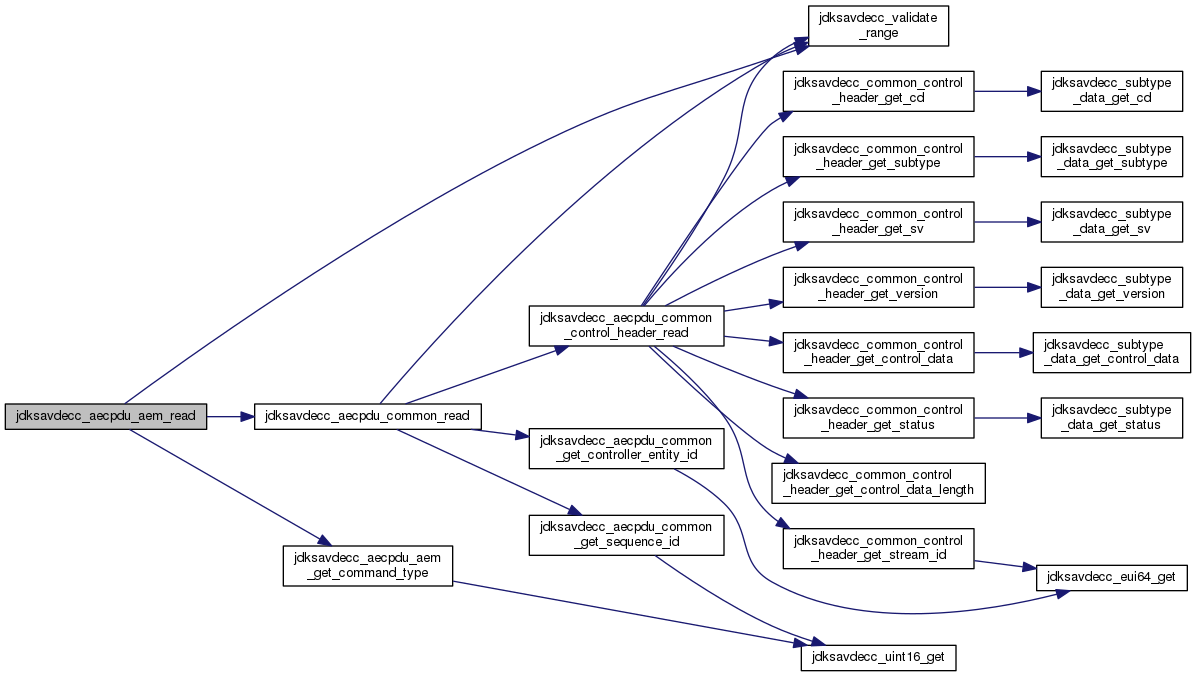 jdksavdecc_aecpdu_aem_read
jdksavdecc_aecpdu_common_read
jdksavdecc_aecpdu_aem
_get_command_type
jdksavdecc_aecpdu_common
_control_header_read
jdksavdecc_aecpdu_common
_get_controller_entity_id
jdksavdecc_aecpdu_common
_get_sequence_id
jdksavdecc_validate
_range
jdksavdecc_common_control
_header_get_cd
jdksavdecc_common_control
_header_get_subtype
jdksavdecc_common_control
_header_get_sv
jdksavdecc_common_control
_header_get_version
jdksavdecc_common_control
_header_get_control_data
jdksavdecc_common_control
_header_get_status
jdksavdecc_common_control
_header_get_control_data_length
jdksavdecc_common_control
_header_get_stream_id
jdksavdecc_uint16_get
jdksavdecc_subtype
_data_get_cd
jdksavdecc_subtype
_data_get_subtype
jdksavdecc_subtype
_data_get_sv
jdksavdecc_subtype
_data_get_version
jdksavdecc_subtype
_data_get_control_data
jdksavdecc_subtype
_data_get_status
jdksavdecc_eui64_get